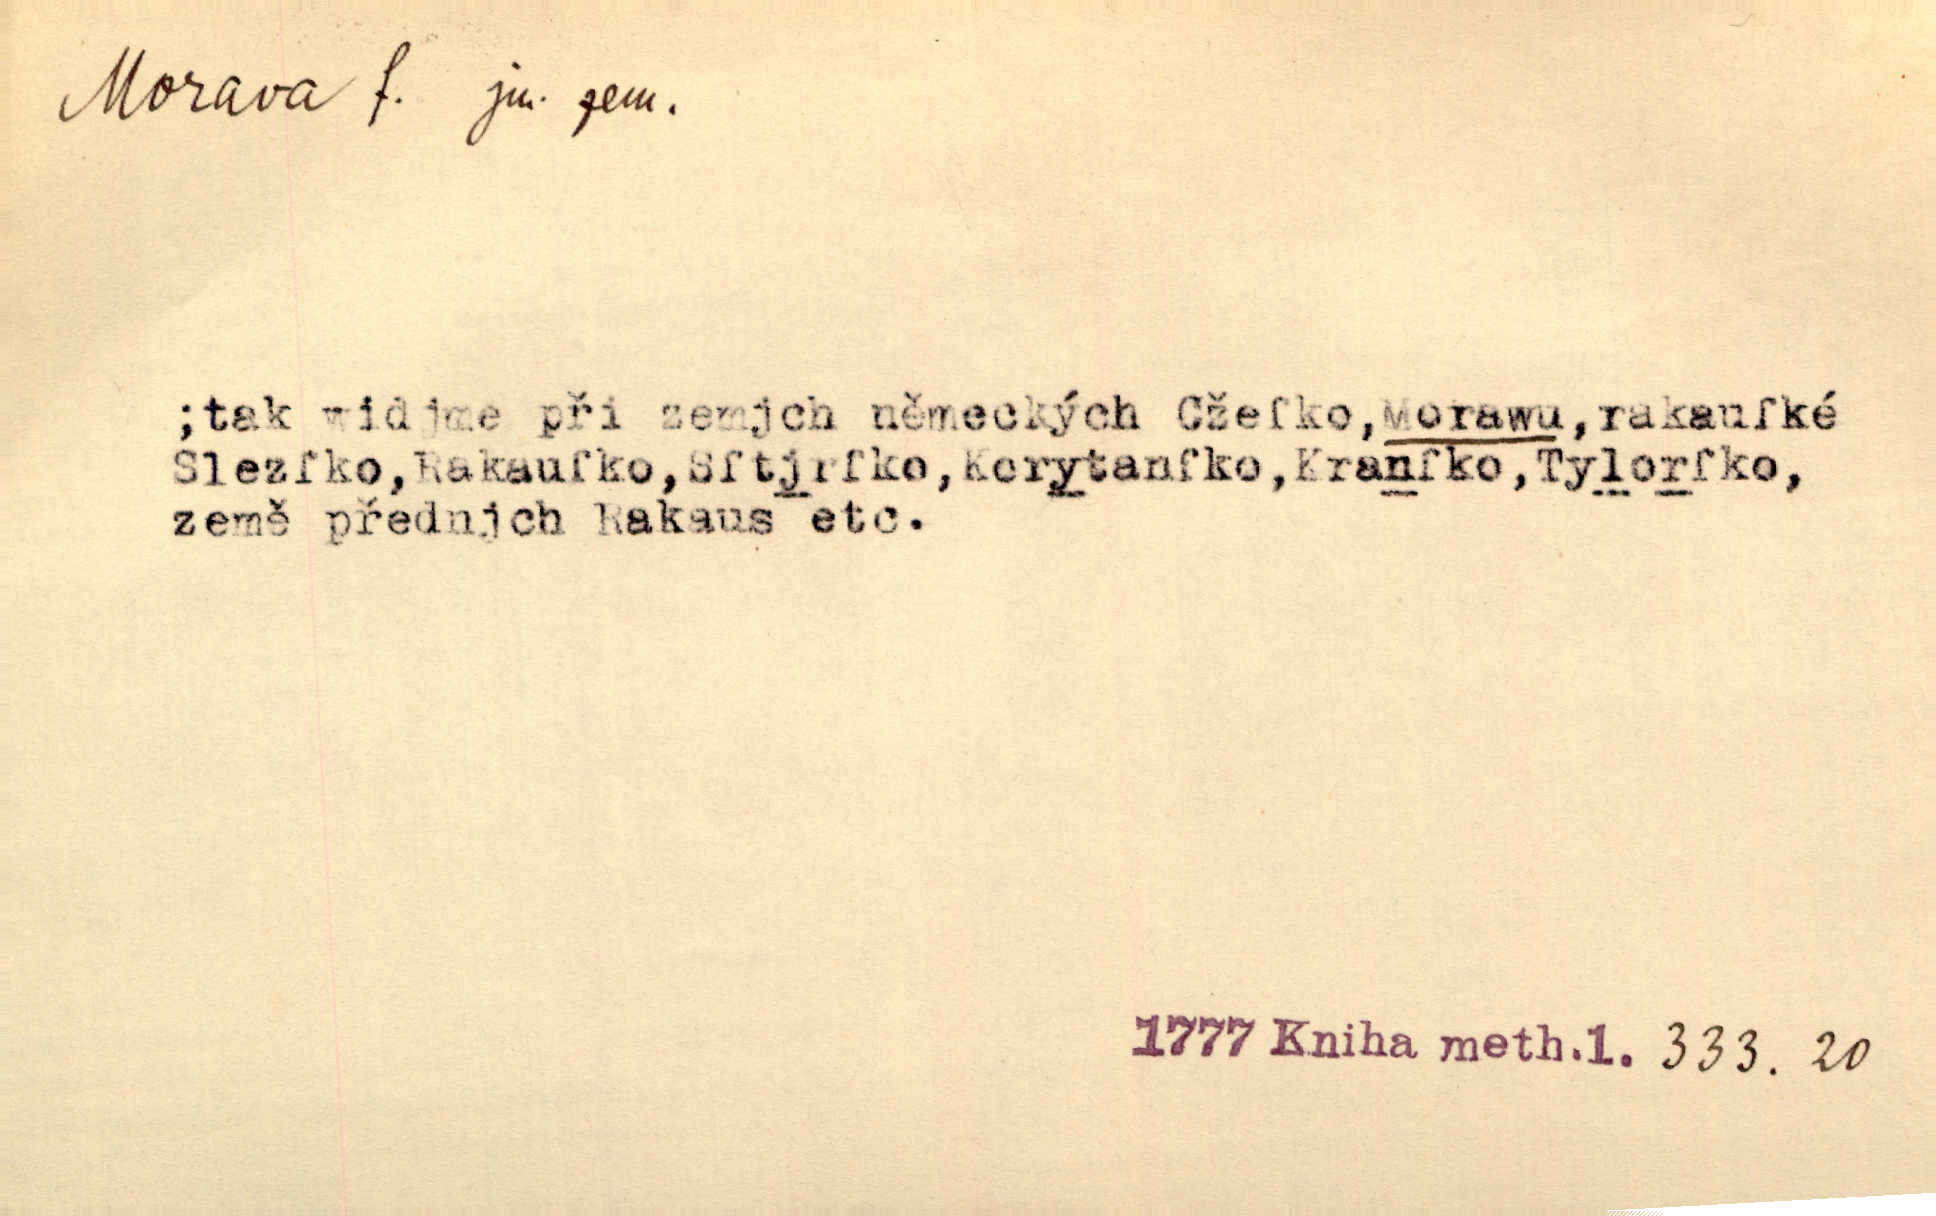 Morava f. jm. zem.
;tak widjme při zemjch německých Cžeſko,Morawu,rakauſké
Slezſko,Rakauſko,Sſtjrſko,Korytanſko,Kranſko,Tylorſko,
země přednjch Rakaus etc.
1777 Kniha meth.1. 333. 20